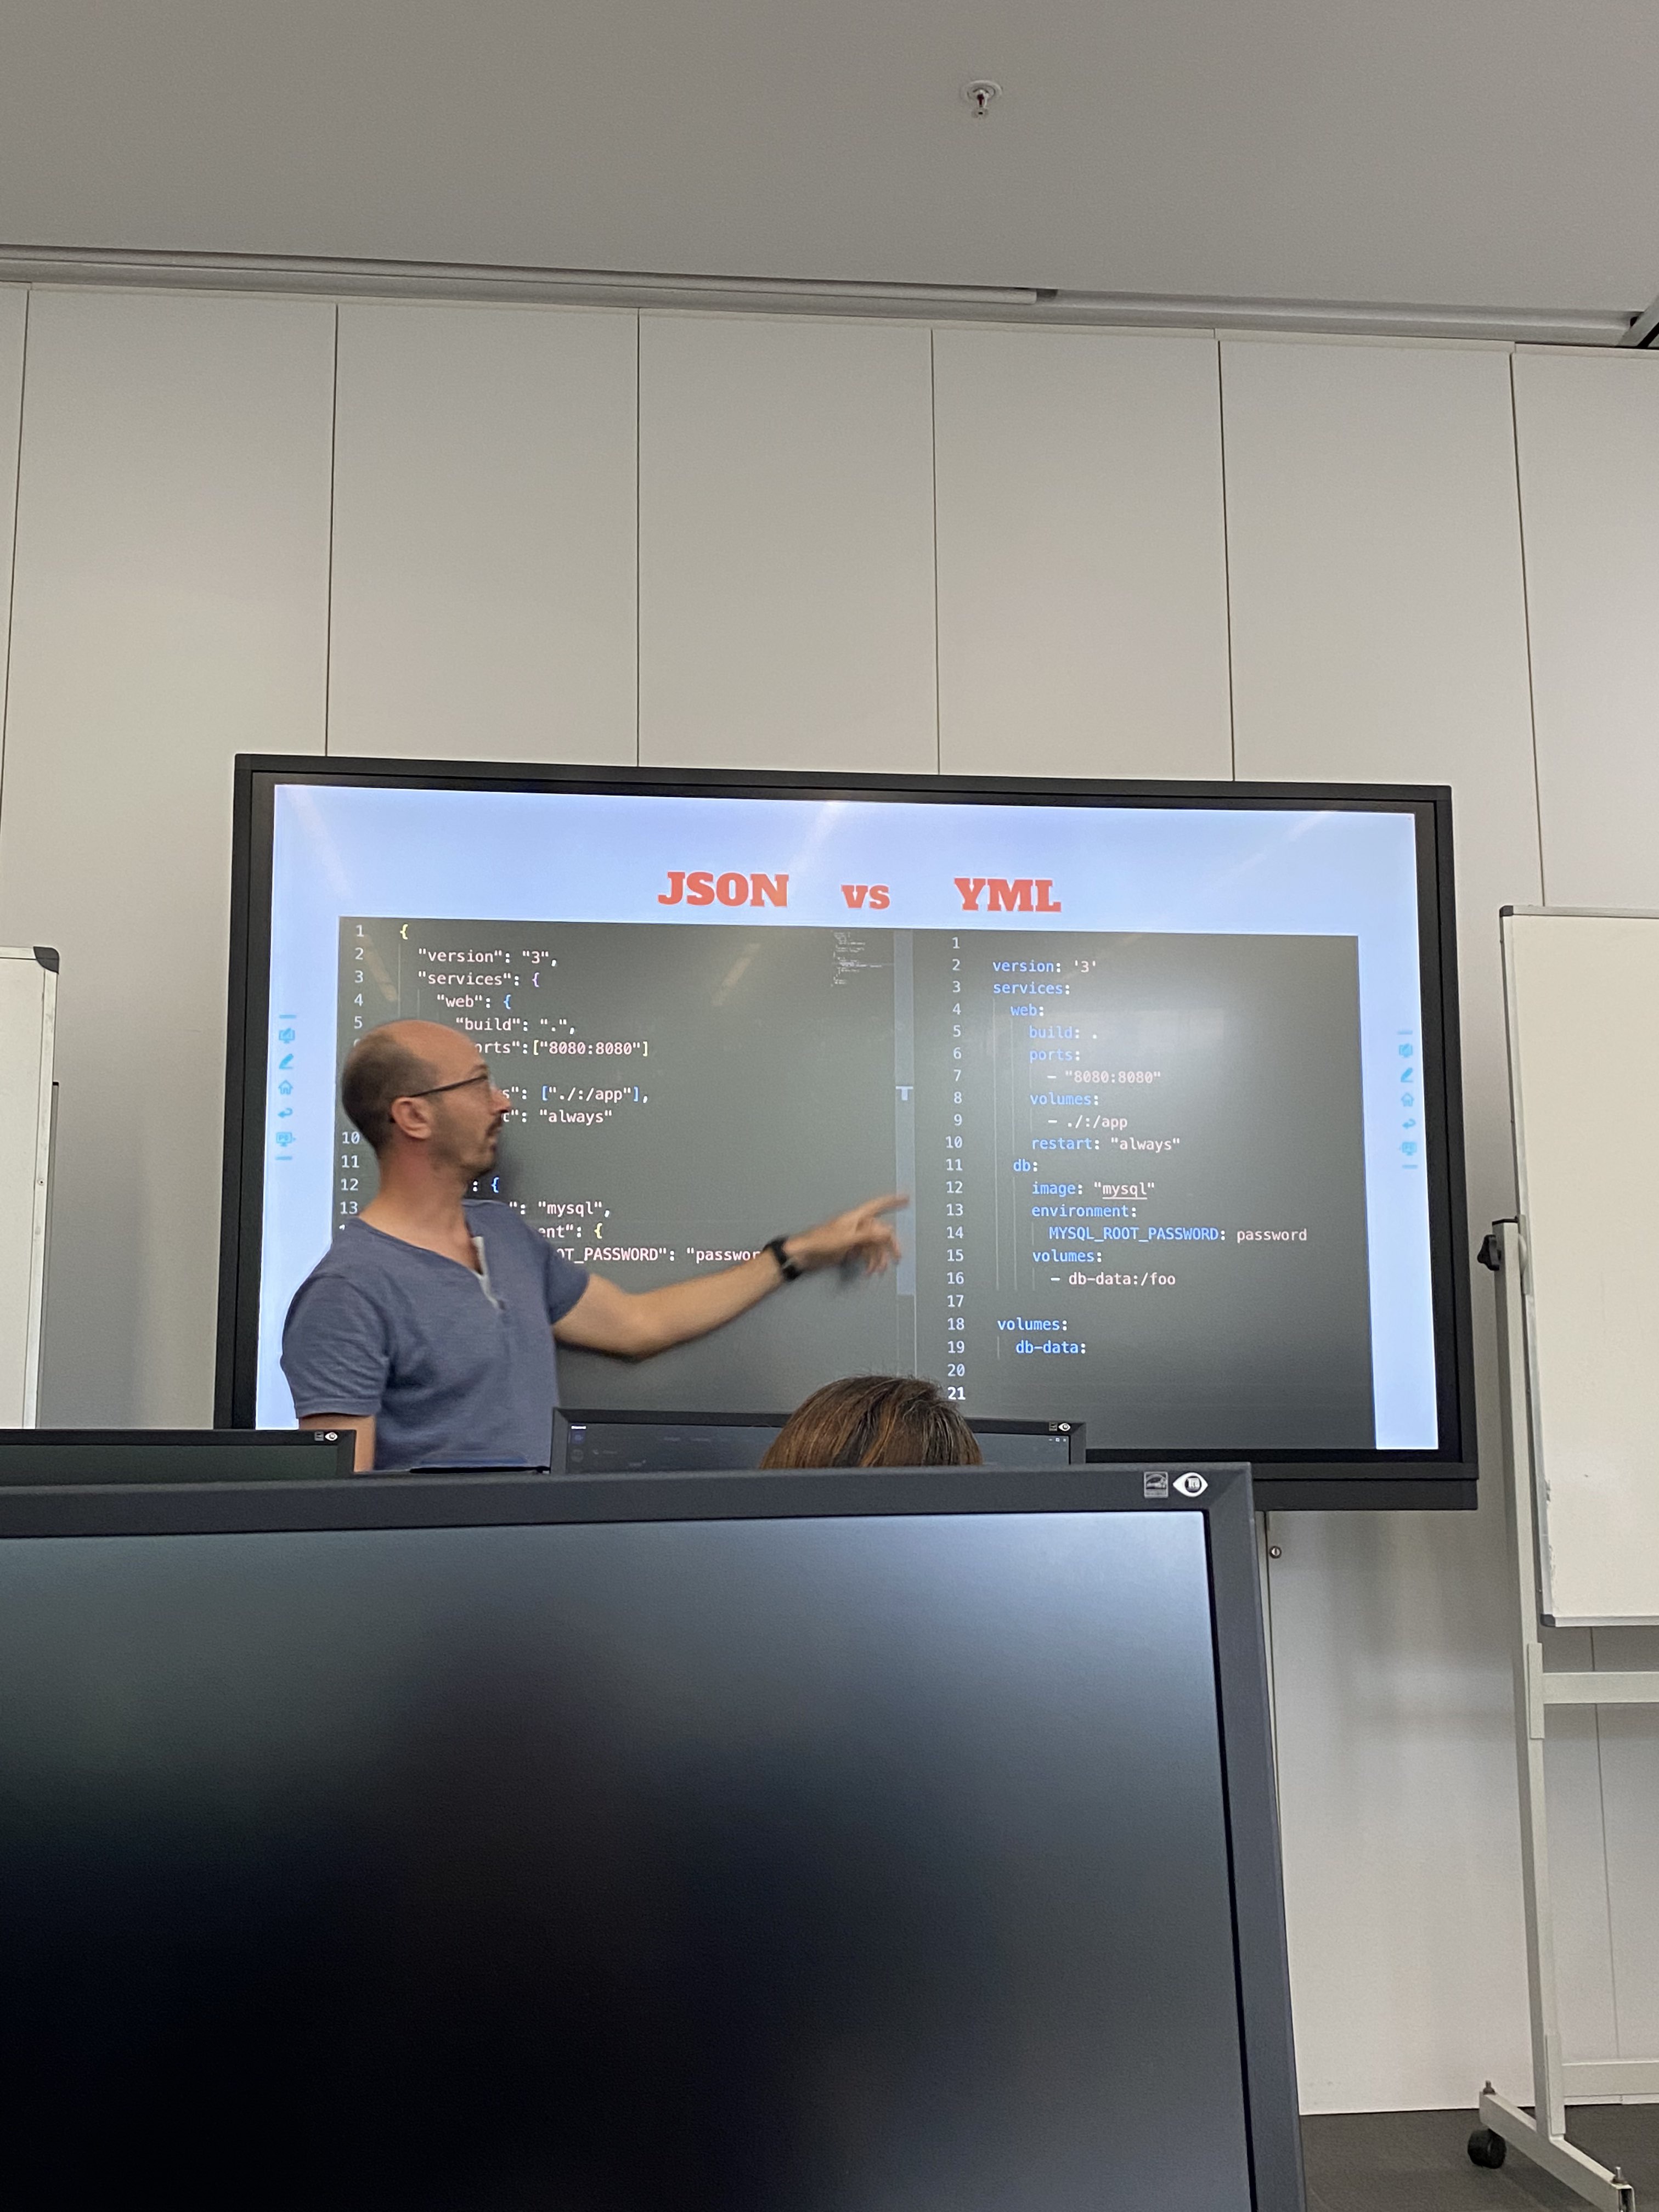 JSON vs YML
1 {
2 "version": "3",
3 "services": {
4 "web": {
5 "build": ".",
orts":["8080:8080"]
s": ["./:/app"],
": "always"
10
11
12 : {
13 ": "mysql",
ent": {
OT_PASSWORD": "passwor
1
2 version: '3'
3 services:
4 web:
5 build: .
6 ports:
7 - "8080:8080"
8 volumes:
9 - ./:/app
10 restart: "always"
11 db:
12 image: "mysql"
13 environment:
14 MYSQL_ROOT_PASSWORD: password
15 volumes:
16 - db-data:/foo
17
18 volumes:
19 db-data:
20
21